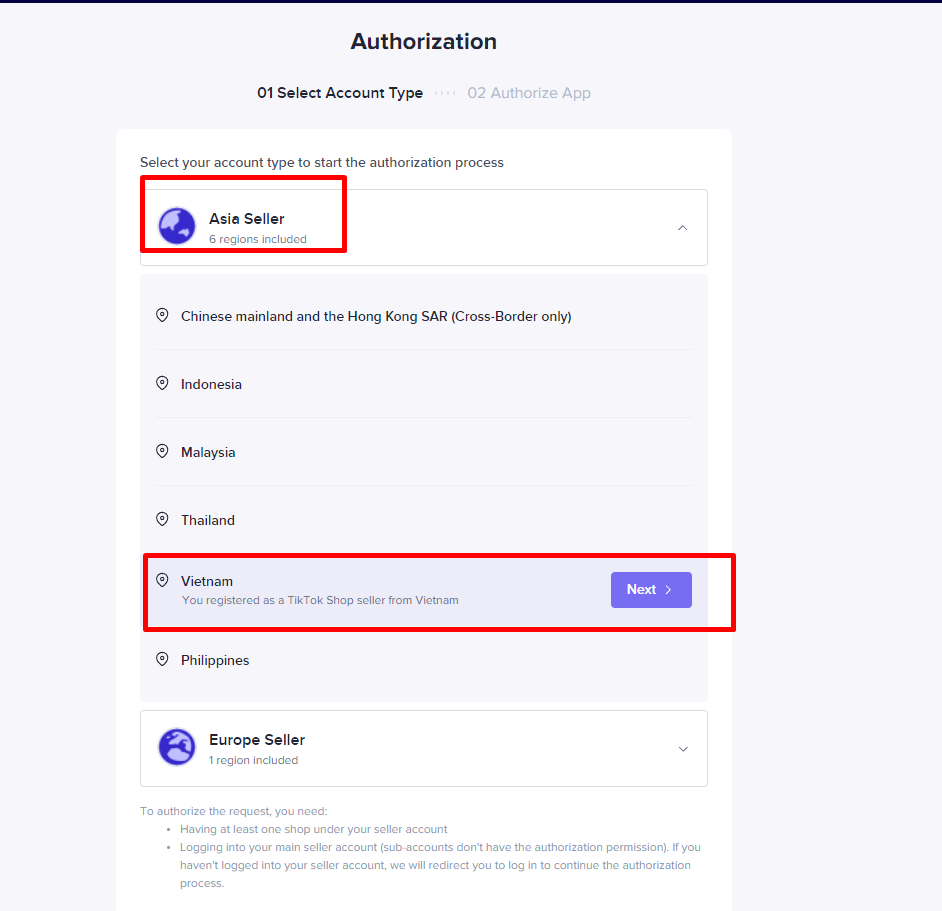 Authorization
01 Select Account Type ···· 02 Authorize App
Select your account type to start the authorization process
Asia Seller
6 regions included
Chinese mainland and the Hong Kong SAR (Cross-Border only)
Indonesia
Malaysia
Thailand
Vietnam
You registered as a TikTok Shop seller from Vietnam
Next
Philippines
Europe Seller
1 region included
To authorize the request, you need:
• Having at least one shop under your seller account
• Logging into your main seller account (sub-accounts don't have the authorization permission). If you
haven't logged into your seller account, we will redirect you to log in to continue the authorization
process.